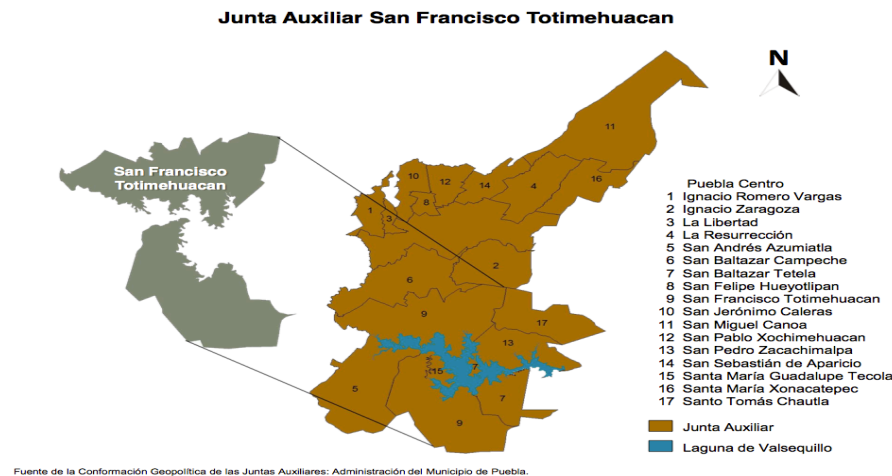 Junta Auxiliar San Francisco Totimehuacan
N
San Francisco
Totimehuacan
11
10
12
14
4
16
8
1
3
2
6
9
17
13
15
7
5
7
9
Puebla Centro
1 Ignacio Romero Vargas
2 Ignacio Zaragoza
3 La Libertad
4 La Resurrección
5 San Andrés Azumiatla
6 San Baltazar Campeche
7 San Baltazar Tetela
8 San Felipe Hueyotlipan
9 San Francisco Totimehuacan
10 San Jerónimo Caleras
11 San Miguel Canoa
12 San Pablo Xochimehuacan
13 San Pedro Zacachimalpa
14 San Sebastián de Aparicio
15 Santa María Guadalupe Tecola
16 Santa María Xonacatepec
17 Santo Tomás Chautla
Junta Auxiliar
Laguna de Valsequillo
Fuente de la Conformación Geopolítica de las Juntas Auxiliares: Administración del Municipio de Puebla.